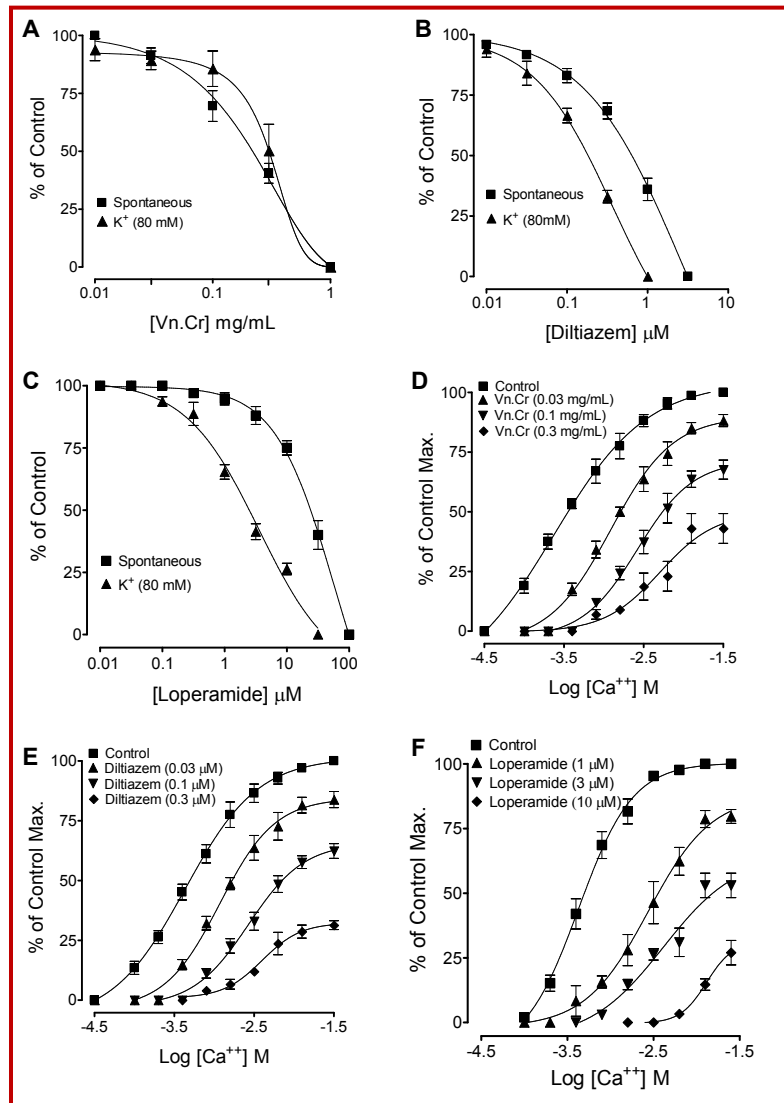 A
% of Control
100
75
50
25
0
Spontaneous
K⁺ (80 mM)
0.01
0.1
1
[Vn.Cr] mg/mL
B
% of Control
100
75
50
25
0
Spontaneous
K⁺ (80mM)
0.01
0.1
1
10
[Diltiazem] μM
C
% of Control
100
75
50
25
0
Spontaneous
K⁺ (80 mM)
0.01
0.1
1
10
100
[Loperamide] μM
D
% of Control Max.
100
75
50
25
0
Control
Vn.Cr (0.03 mg/mL)
Vn.Cr (0.1 mg/mL)
Vn.Cr (0.3 mg/mL)
-4.5
-3.5
-2.5
-1.5
Log [Ca⁺⁺] M
E
% of Control Max.
100
75
50
25
0
Control
Diltiazem (0.03 μM)
Diltiazem (0.1 μM)
Diltiazem (0.3 μM)
-4.5
-3.5
-2.5
-1.5
Log [Ca⁺⁺] M
F
% of Control Max.
100
75
50
25
0
Control
Loperamide (1 μM)
Loperamide (3 μM)
Loperamide (10 μM)
-4.5
-3.5
-2.5
-1.5
Log [Ca⁺⁺] M